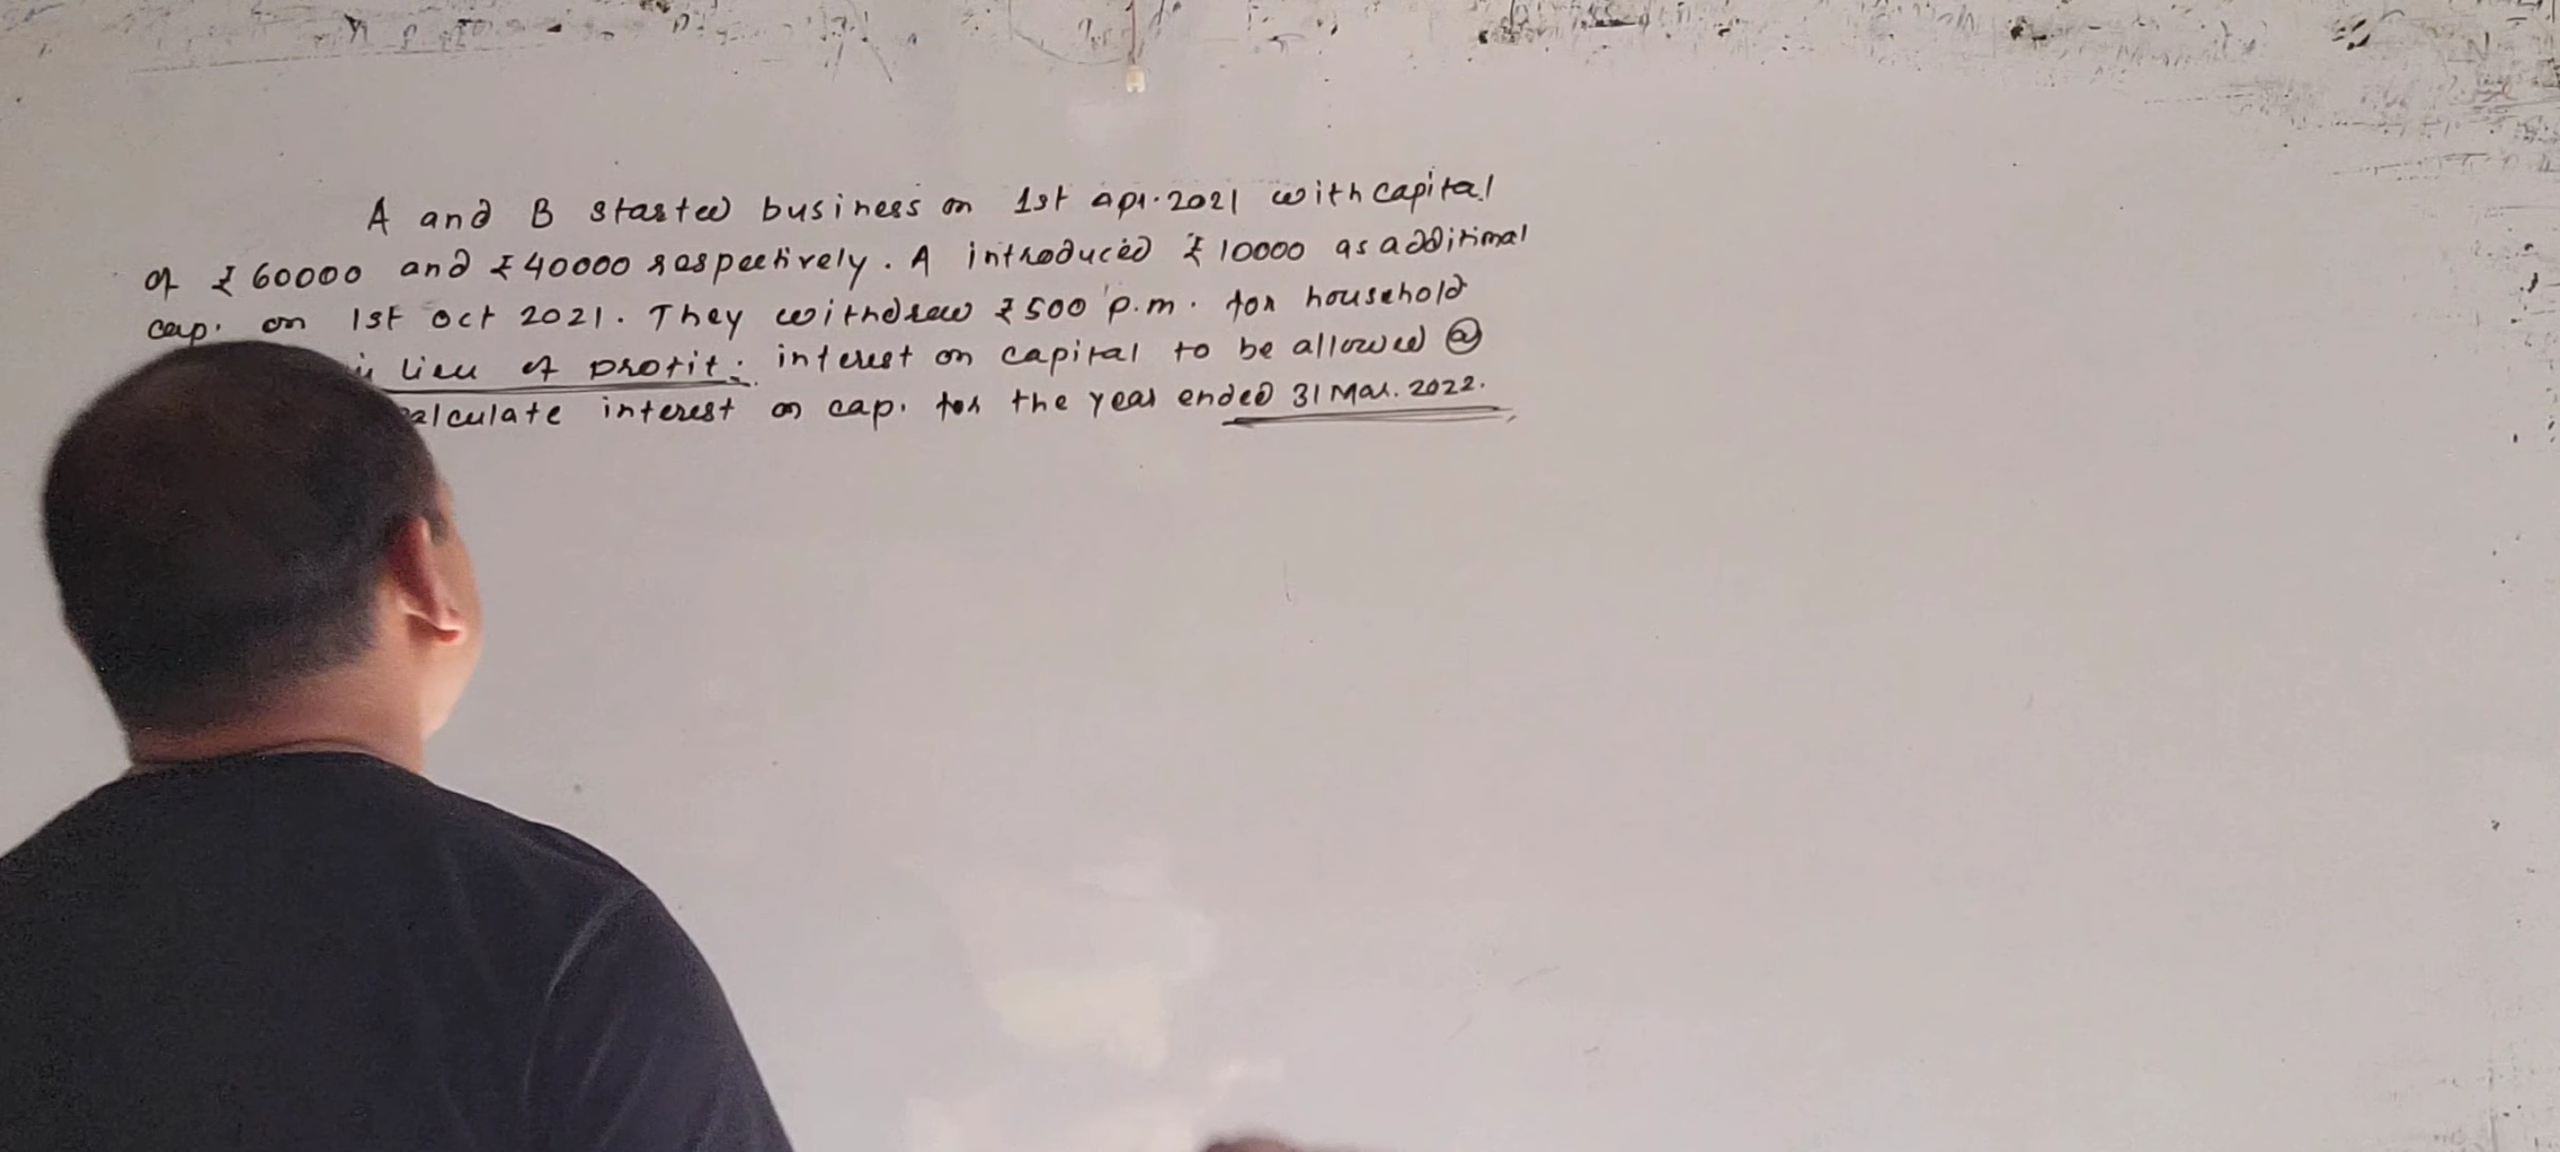 A and B started business on 1st apr. 2021 with capital
of ₹ 60000 and ₹ 40000 respectively. A introduced ₹ 10000 as additional
cap. on 1st oct 2021. They withdrew ₹ 500 p.m. for household
in lieu of profit. interest on capital to be allowed @
calculate interest on cap. for the year ended 31 Mar. 2022.